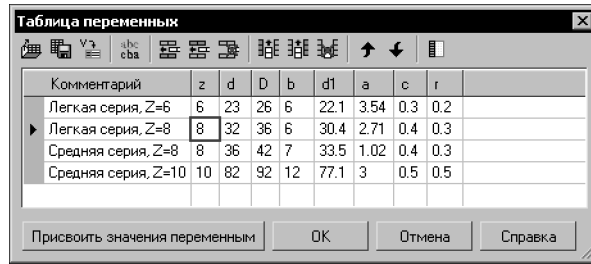 Таблица переменных
abc
cba
Комментарий z d D b d1 a c r
Легкая серия, Z=6 6 23 26 6 22.1 3.54 0.3 0.2
Легкая серия, Z=8 8 32 36 6 30.4 2.71 0.4 0.3
Средняя серия, Z=8 8 36 42 7 33.5 1.02 0.4 0.3
Средняя серия, Z=10 10 82 92 12 77.1 3 0.5 0.5
Присвоить значения переменным OK Отмена Справка